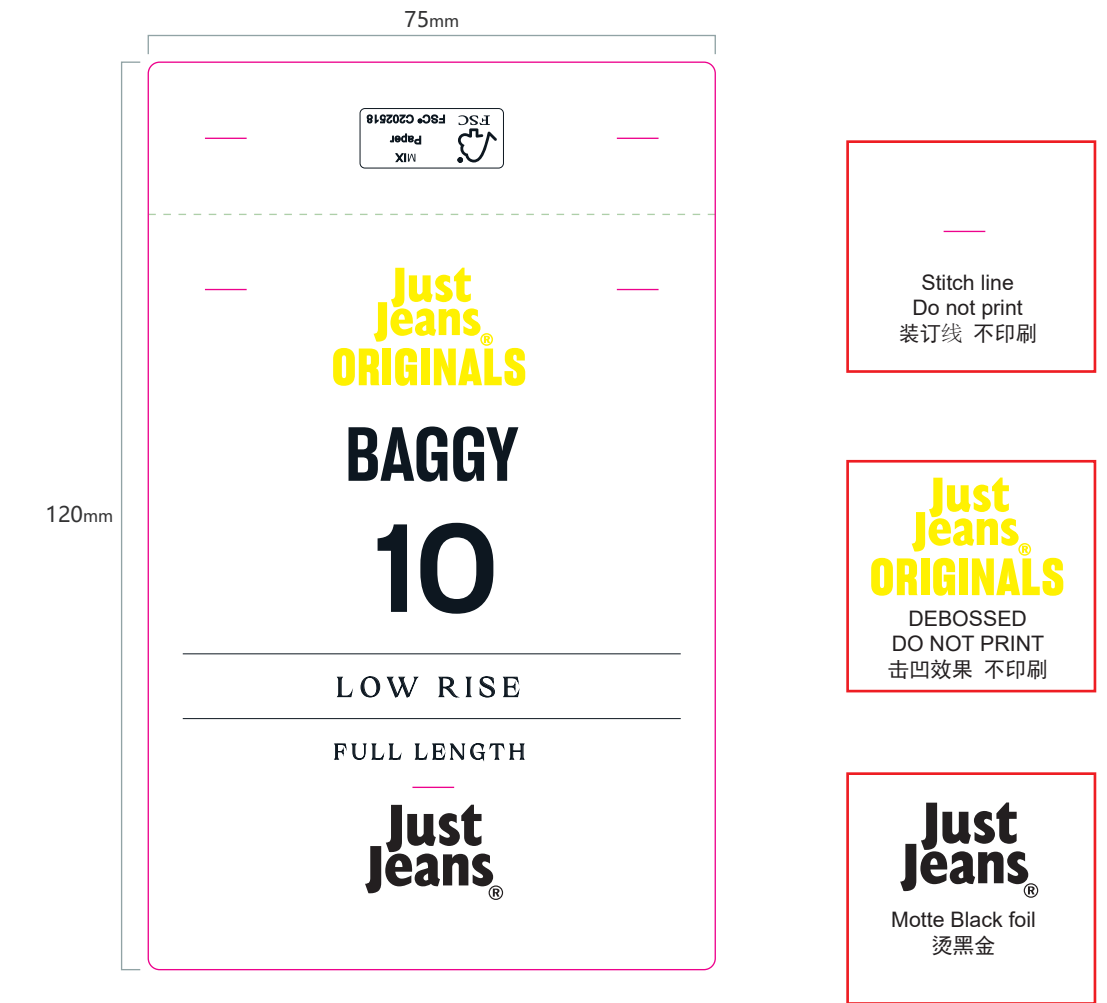 75mm
FSC
FSC® C202518
Paper
MIX
120mm
Just
Jeans®
ORIGINALS
BAGGY
10
LOW RISE
FULL LENGTH
Just
Jeans®
Stitch line
Do not print
装订线 不印刷
Just
Jeans®
ORIGINALS
DEBOSSED
DO NOT PRINT
击凹效果 不印刷
Just
Jeans®
Motte Black foil
烫黑金